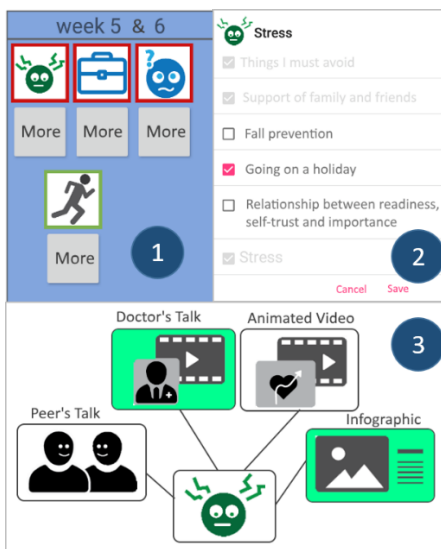 week 5 & 6
?
More More More
More
1
Stress
Things I must avoid
Support of family and friends
Fall prevention
Going on a holiday
Relationship between readiness,
self-trust and importance
Stress
Cancel Save
2
3
Doctor's Talk
Animated Video
Peer's Talk
Infographic